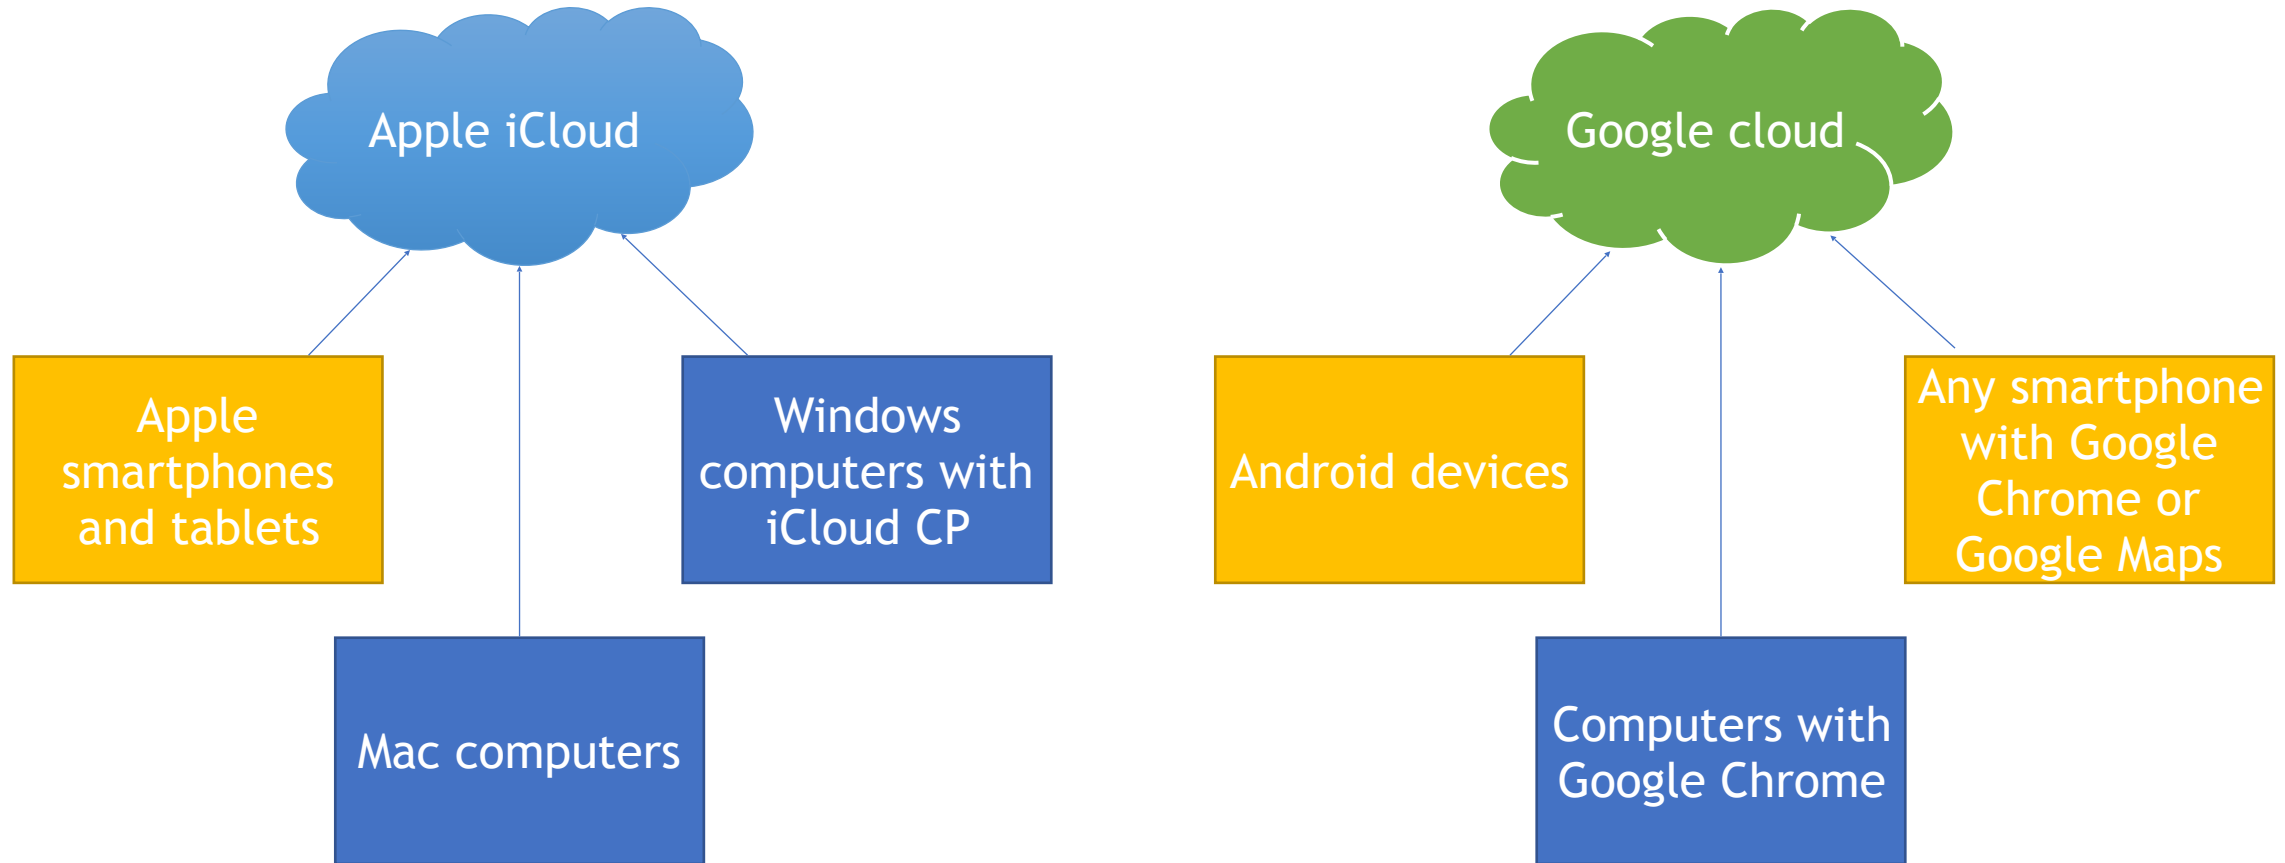 Apple iCloud
Google cloud
Apple
smartphones
and tablets
Windows
computers with
iCloud CP
Android devices
Any smartphone
with Google
Chrome or
Google Maps
Mac computers
Computers with
Google Chrome